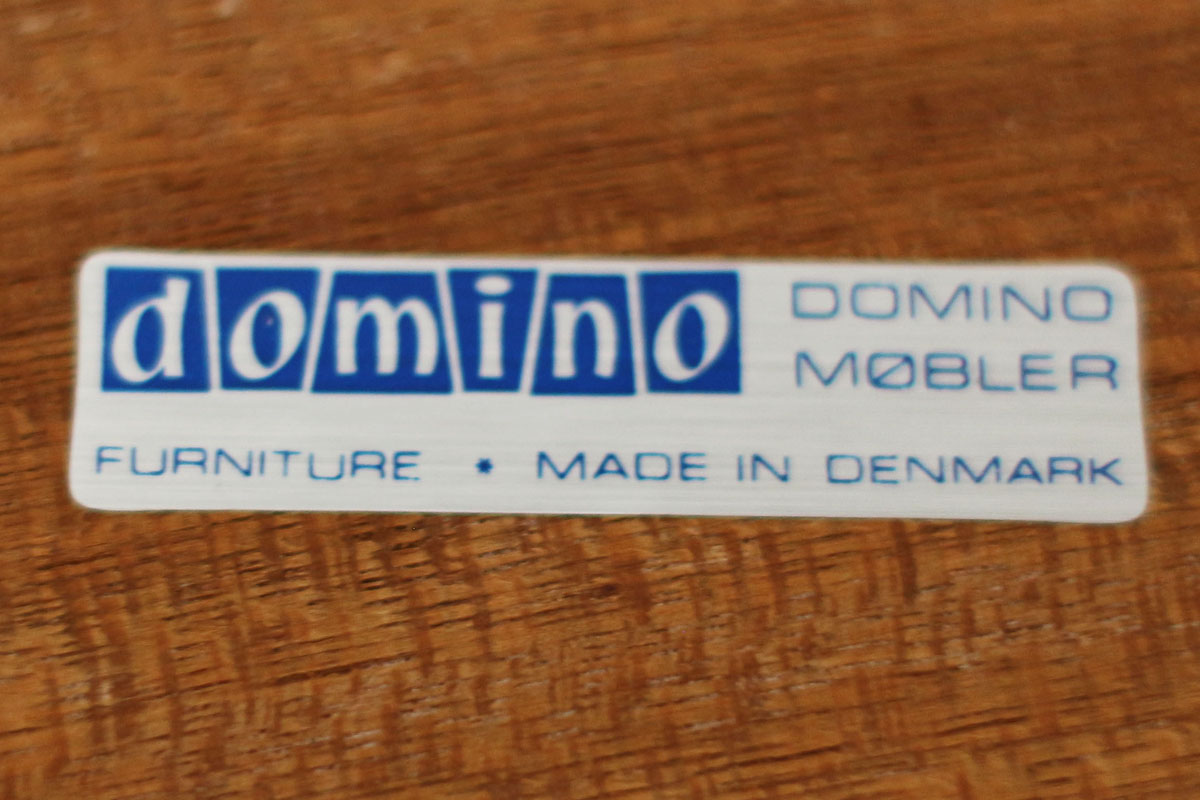 domino
DOMINO
MØBLER
FURNITURE * MADE IN DENMARK